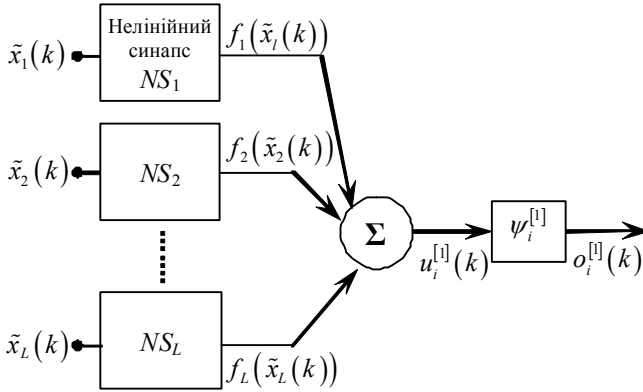 Нелінійний
синапс
NS₁
x̃₁(k)
f₁(x̃ₗ(k))
x̃₂(k)
NS₂
f₂(x̃₂(k))
Σ
uᵢ^[1](k)
ψᵢ^[1]
oᵢ^[1](k)
x̃_L(k)
NS_L
f_L(x̃_L(k))